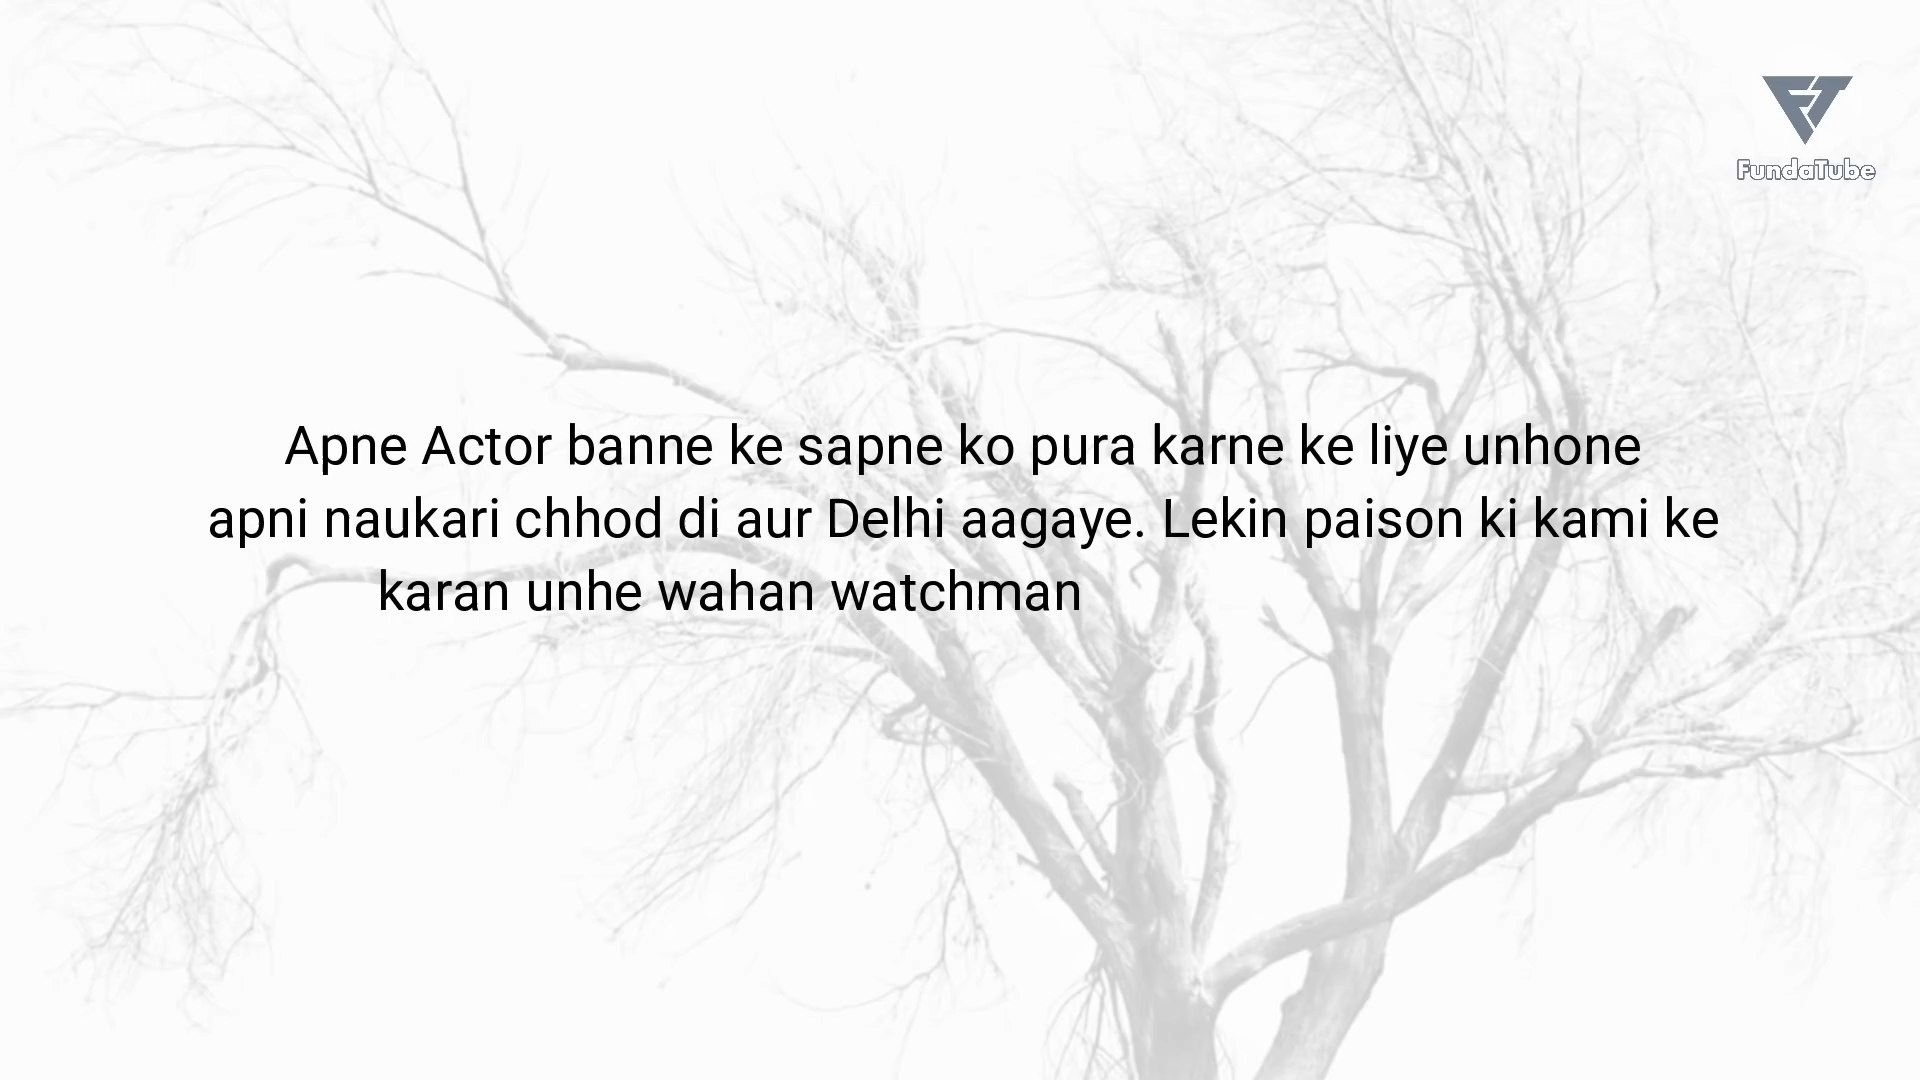 FundaTube
Apne Actor banne ke sapne ko pura karne ke liye unhone
apni naukari chhod di aur Delhi aagaye. Lekin paison ki kami ke
karan unhe wahan watchman